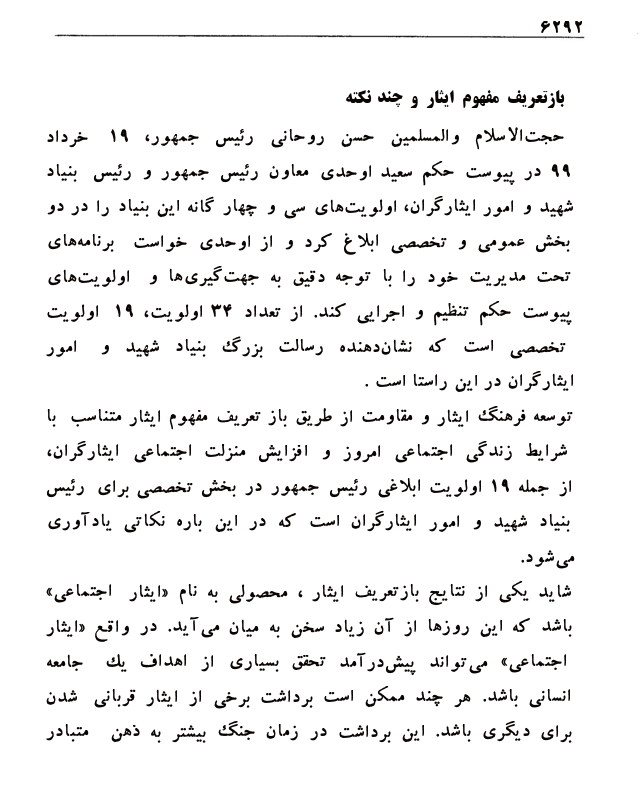 ۶۲۹۲
بازتعریف مفهوم ایثار و چند نکته
حجت‌الاسلام والمسلمین حسن روحانی رئیس جمهور، ۱۹ خرداد
۹۹ در پیوست حکم سعید اوحدی معاون رئیس جمهور و رئیس بنیاد
شهید و امور ایثارگران، اولویت‌های سی و چهار گانه این بنیاد را در دو
بخش عمومی و تخصصی ابلاغ کرد و از اوحدی خواست برنامه‌های
تحت مدیریت خود را با توجه دقیق به جهت‌گیری‌ها و اولویت‌های
پیوست حکم تنظیم و اجرایی کند. از تعداد ۳۴ اولویت، ۱۹ اولویت
تخصصی است که نشان‌دهنده رسالت بزرگ بنیاد شهید و امور
ایثارگران در این راستا است .
توسعه فرهنگ ایثار و مقاومت از طریق باز تعریف مفهوم ایثار متناسب با
شرایط زندگی اجتماعی امروز و افزایش منزلت اجتماعی ایثارگران،
از جمله ۱۹ اولویت ابلاغی رئیس جمهور در بخش تخصصی برای رئیس
بنیاد شهید و امور ایثارگران است که در این باره نکاتی یادآوری
می‌شود.
شاید یکی از نتایج بازتعریف ایثار ، محصولی به نام «ایثار اجتماعی»
باشد که این روزها از آن زیاد سخن به میان می‌آید. در واقع «ایثار
اجتماعی» می‌تواند پیش‌درآمد تحقق بسیاری از اهداف یك جامعه
انسانی باشد. هر چند ممکن است برداشت برخی از ایثار قربانی شدن
برای دیگری باشد. این برداشت در زمان جنگ بیشتر به ذهن متبادر